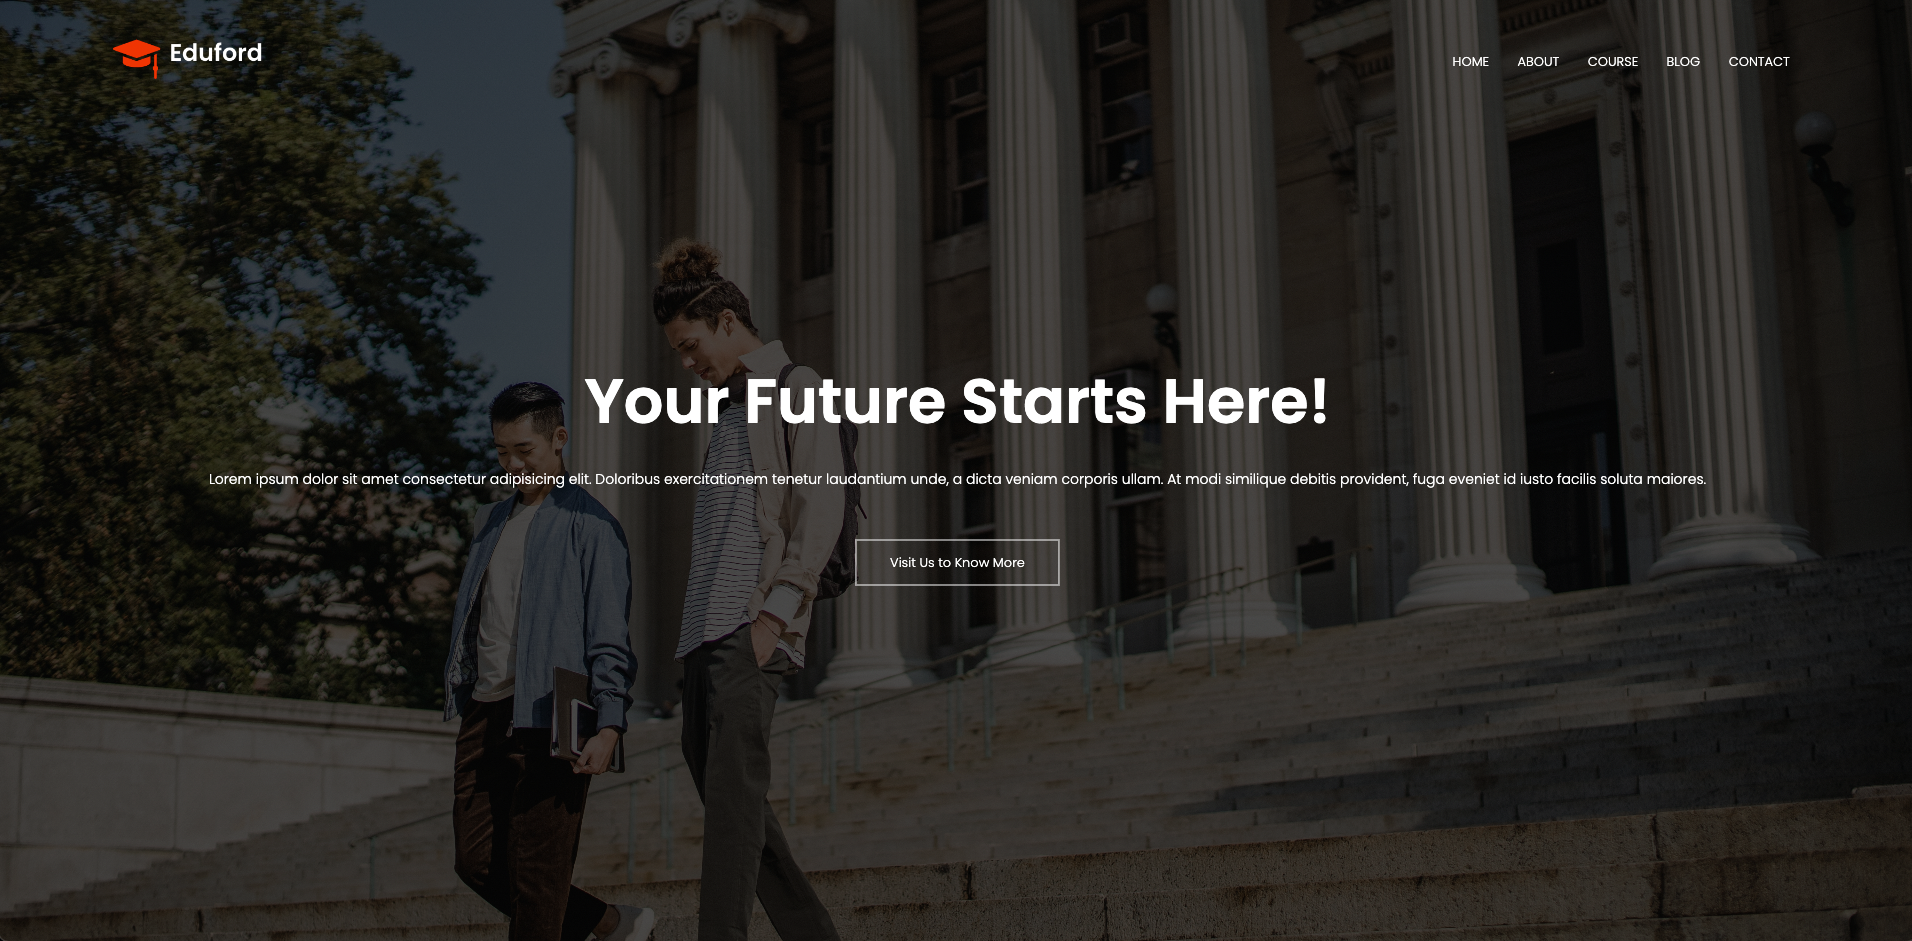 Eduford
HOME ABOUT COURSE BLOG CONTACT
Your Future Starts Here!
Lorem ipsum dolor sit amet consectetur adipisicing elit. Doloribus exercitationem tenetur laudantium unde, a dicta veniam corporis ullam. At modi similique debitis provident, fuga eveniet id iusto facilis soluta maiores.
Visit Us to Know More